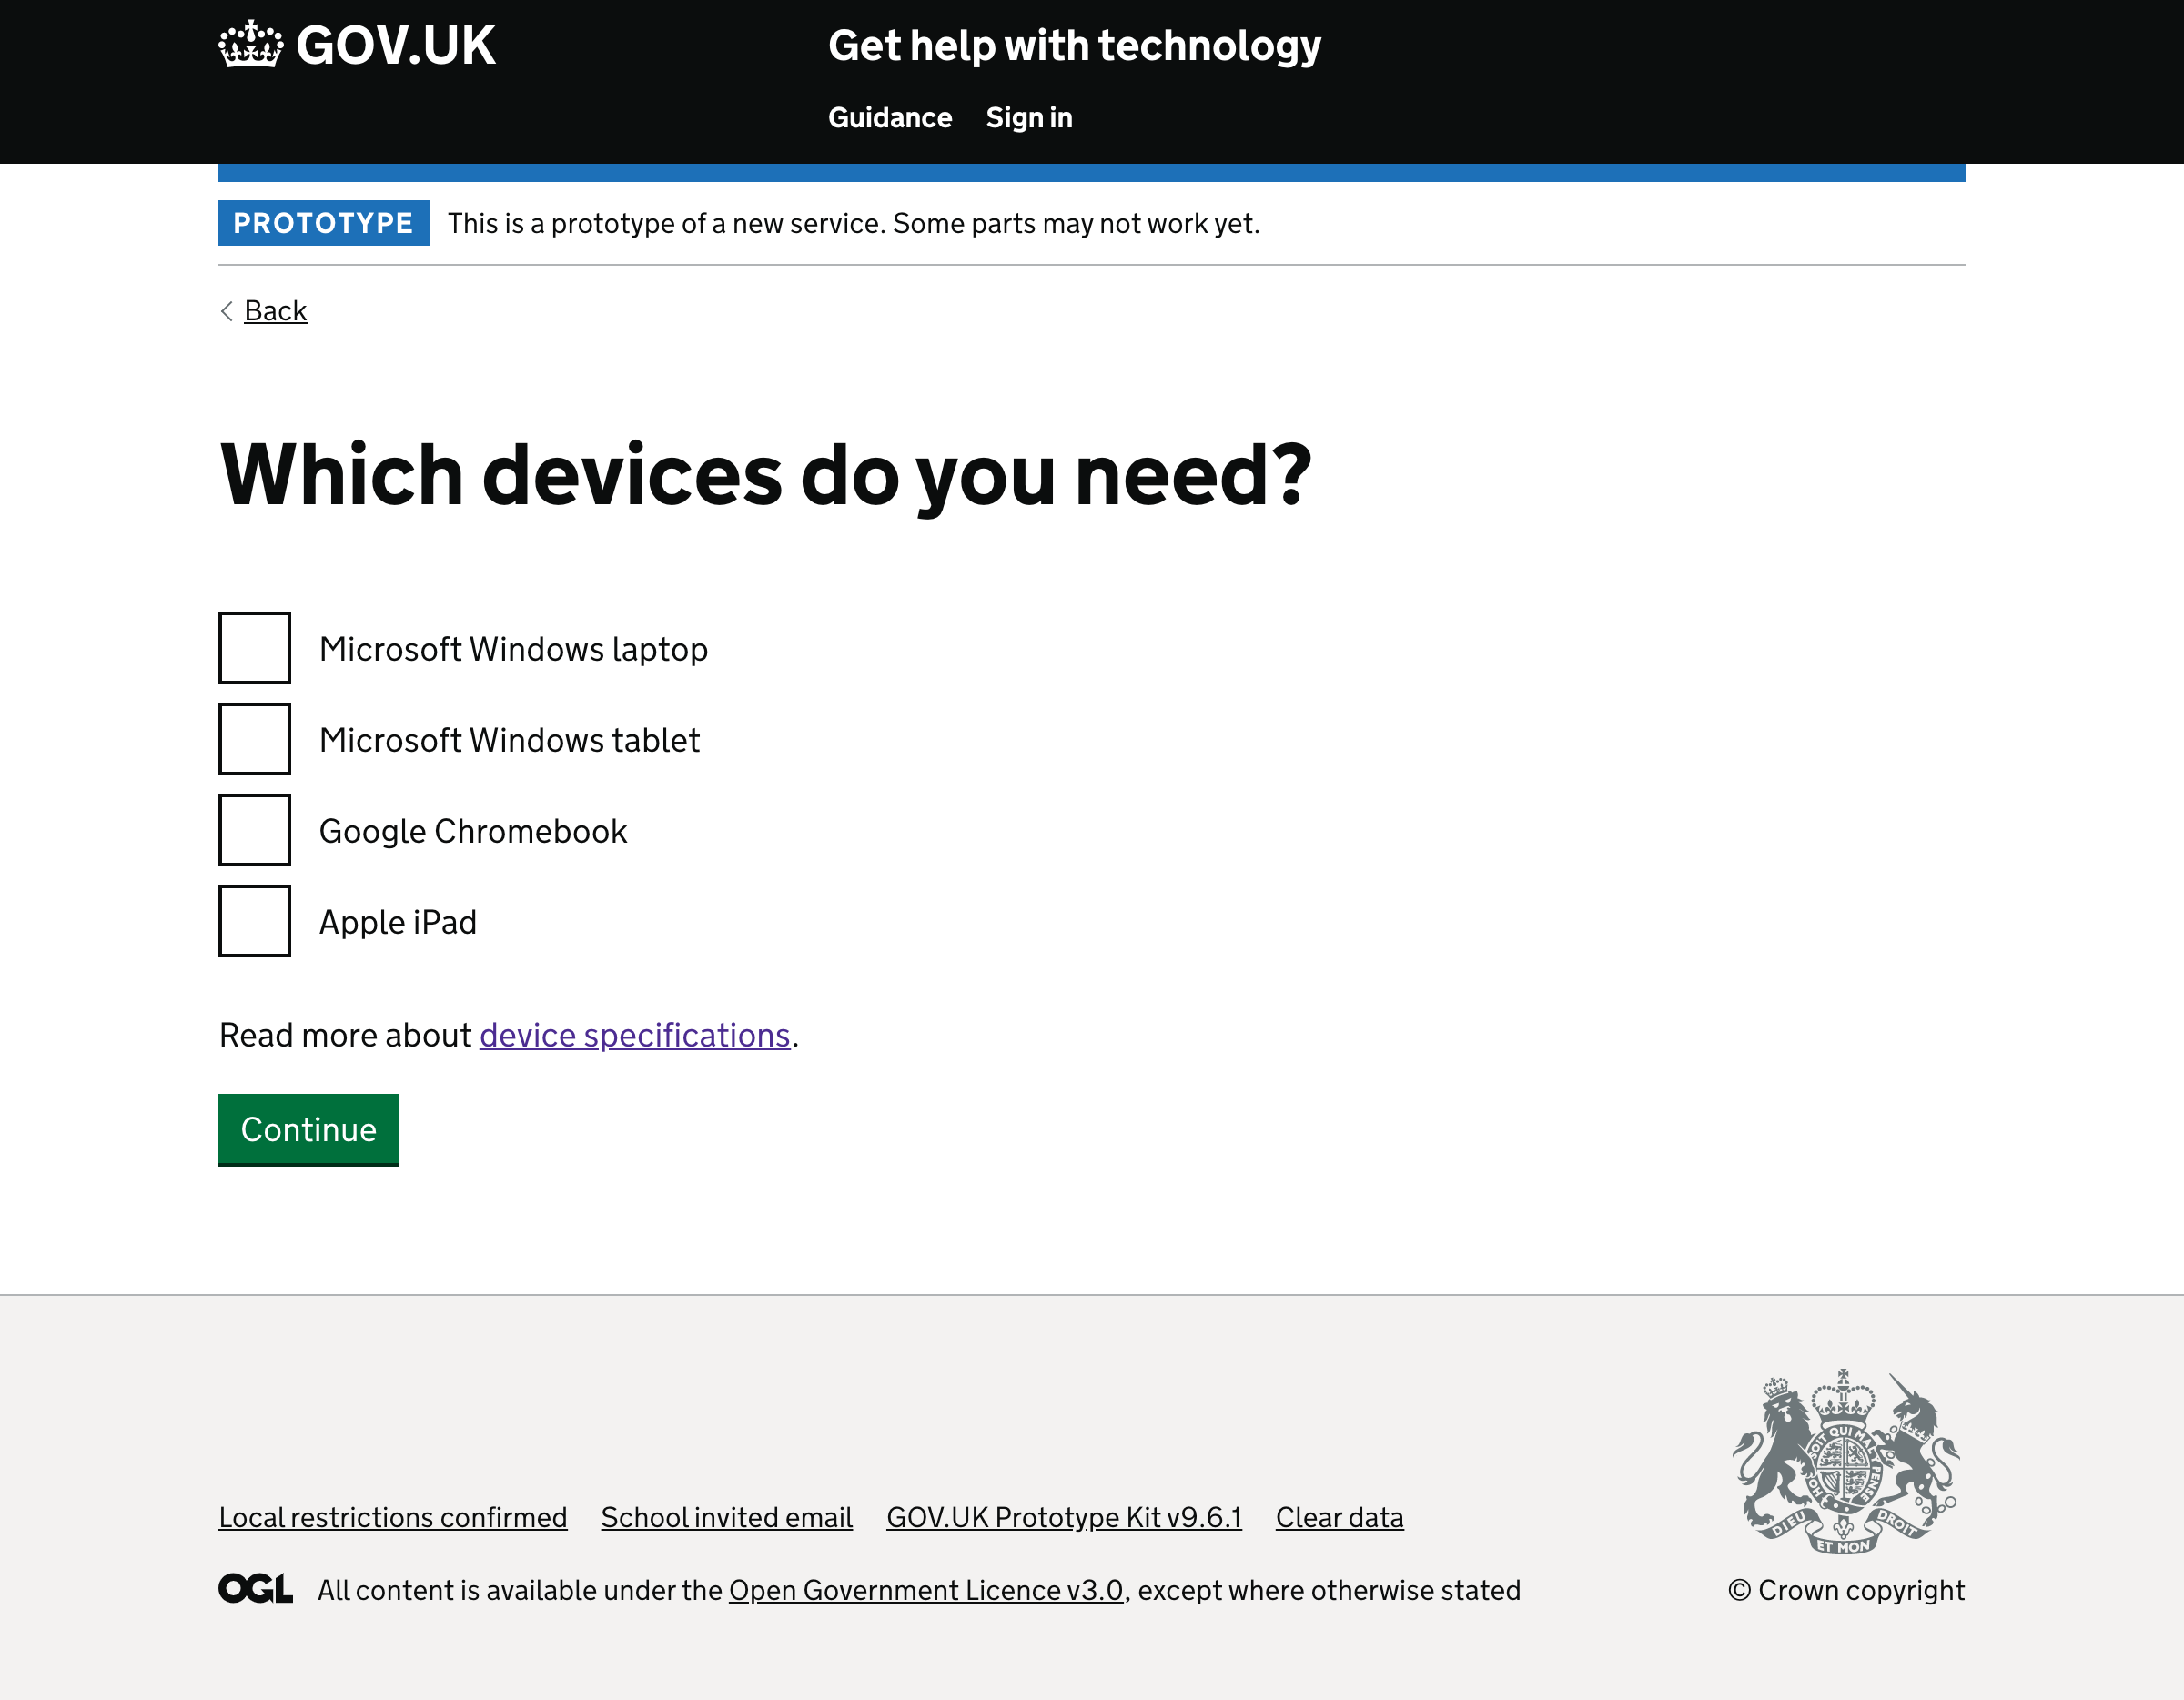 GOV.UK
Get help with technology
Guidance Sign in
PROTOTYPE This is a prototype of a new service. Some parts may not work yet.
Back
Which devices do you need?
Microsoft Windows laptop
Microsoft Windows tablet
Google Chromebook
Apple iPad
Read more about device specifications.
Continue
Local restrictions confirmed School invited email GOV.UK Prototype Kit v9.6.1 Clear data
OGL All content is available under the Open Government Licence v3.0, except where otherwise stated
SOIT QUI MAL Y PENSE
DIEU ET MON DROIT
© Crown copyright